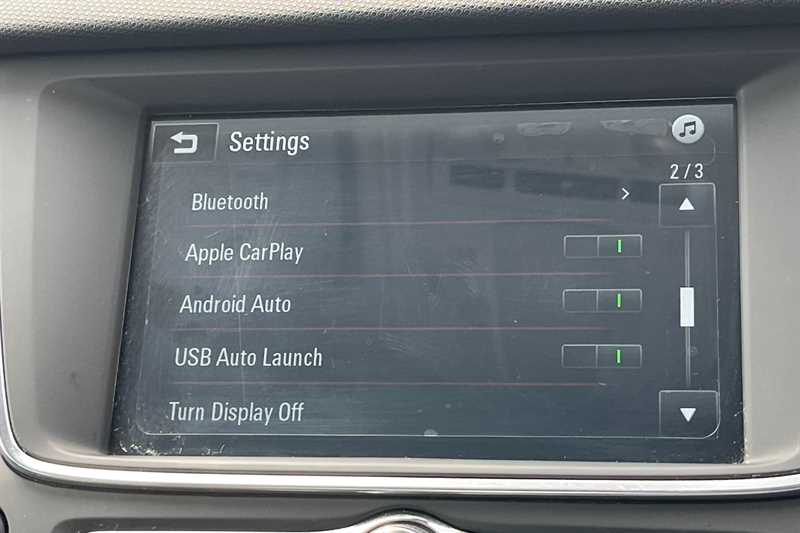 Settings
2 / 3
Bluetooth
Apple CarPlay
Android Auto
USB Auto Launch
Turn Display Off